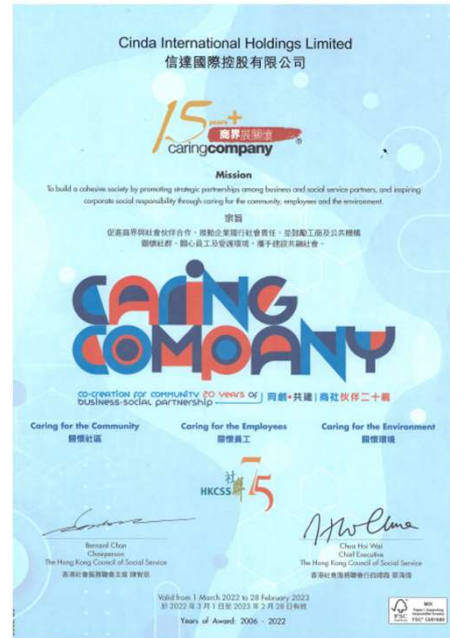 Cinda International Holdings Limited
信達國際控股有限公司
15 years+
商界展關懷
caringcompany
Mission
To build a cohesive society by promoting strategic partnerships among business and social service partners, and inspiring
corporate social responsibility through caring for the community, employees and the environment.
宗旨
促進商界與社會伙伴合作，推動企業履行社會責任，並鼓勵工商及公共機構
關懷社群、關心員工及愛護環境，攜手建設共融社會。
CARING
COMPANY
co-creation for community 20 years of
business-social partnership
同創•共建 | 商社伙伴二十載
Caring for the Community Caring for the Employees Caring for the Environment
關懷社區 關懷員工 關懷環境
HKCSS 社聯 75
Bernard Chan
Chairperson
The Hong Kong Council of Social Service
香港社會服務聯會主席 陳智思
Chua Hoi Wai
Chief Executive
The Hong Kong Council of Social Service
香港社會服務聯會行政總裁 蔡海偉
Valid from 1 March 2022 to 28 February 2023
於 2022 年 3 月 1 日至 2023 年 2 月 28 日有效
Years of Award: 2006 - 2022
FSC
MIX